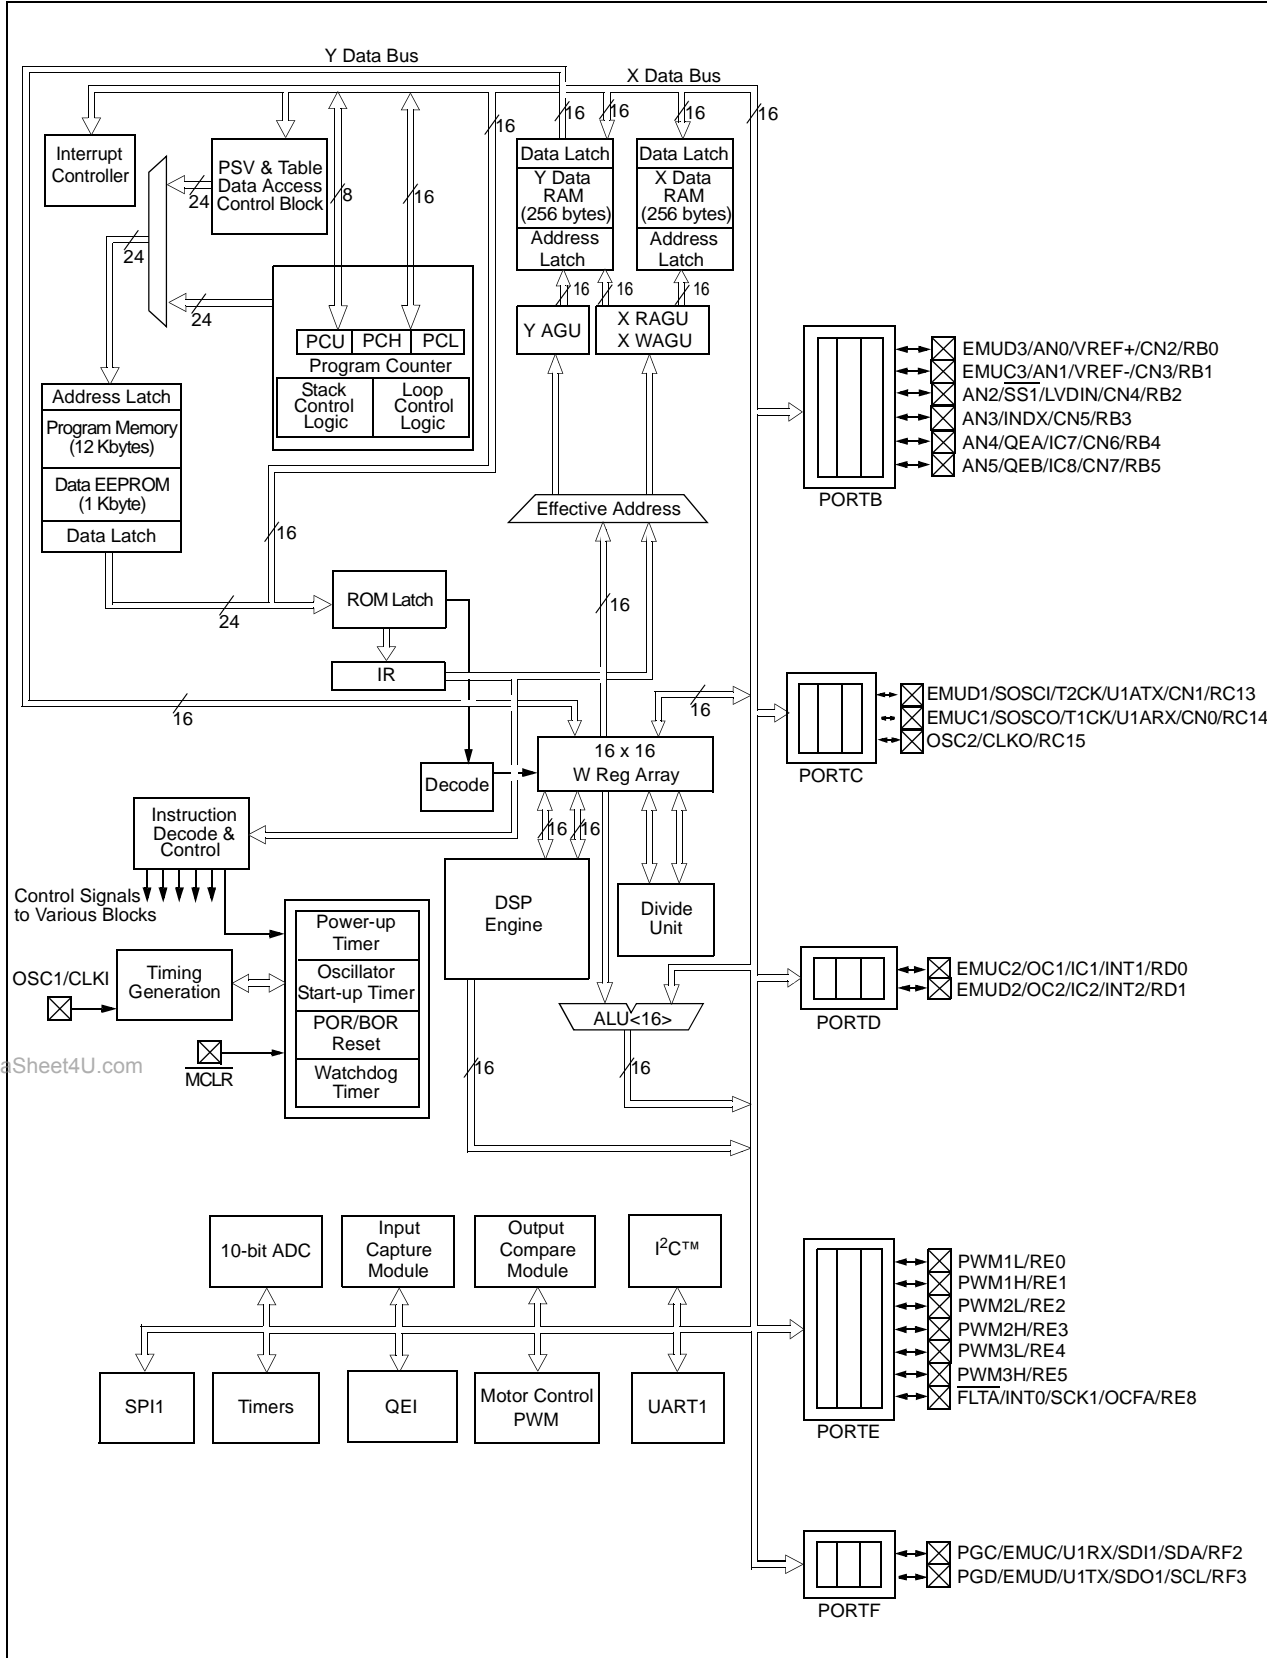 Y Data Bus
X Data Bus
16
16
16
16
16
Interrupt
Controller
PSV & Table
Data Access
Control Block
24
8
16
24
24
Data Latch
Y Data
RAM
(256 bytes)
Address
Latch
Data Latch
X Data
RAM
(256 bytes)
Address
Latch
16
16
16
Y AGU
X RAGU
X WAGU
PCU
PCH
PCL
Program Counter
Stack
Control
Logic
Loop
Control
Logic
Address Latch
Program Memory
(12 Kbytes)
Data EEPROM
(1 Kbyte)
Data Latch
Effective Address
16
24
ROM Latch
16
IR
16
16
16 x 16
W Reg Array
Decode
Instruction
Decode &
Control
16
16
Control Signals
to Various Blocks
DSP
Engine
Divide
Unit
Power-up
Timer
Oscillator
Start-up Timer
POR/BOR
Reset
Watchdog
Timer
OSC1/CLKI
Timing
Generation
MCLR
aSheet4U.com
ALU<16>
16
16
10-bit ADC
Input
Capture
Module
Output
Compare
Module
I²C™
SPI1
Timers
QEI
Motor Control
PWM
UART1
EMUD3/AN0/VREF+/CN2/RB0
EMUC3/AN1/VREF-/CN3/RB1
AN2/SS1/LVDIN/CN4/RB2
AN3/INDX/CN5/RB3
AN4/QEA/IC7/CN6/RB4
AN5/QEB/IC8/CN7/RB5
PORTB
EMUD1/SOSCI/T2CK/U1ATX/CN1/RC13
EMUC1/SOSCO/T1CK/U1ARX/CN0/RC14
OSC2/CLKO/RC15
PORTC
EMUC2/OC1/IC1/INT1/RD0
EMUD2/OC2/IC2/INT2/RD1
PORTD
PWM1L/RE0
PWM1H/RE1
PWM2L/RE2
PWM2H/RE3
PWM3L/RE4
PWM3H/RE5
FLTA/INT0/SCK1/OCFA/RE8
PORTE
PGC/EMUC/U1RX/SDI1/SDA/RF2
PGD/EMUD/U1TX/SDO1/SCL/RF3
PORTF